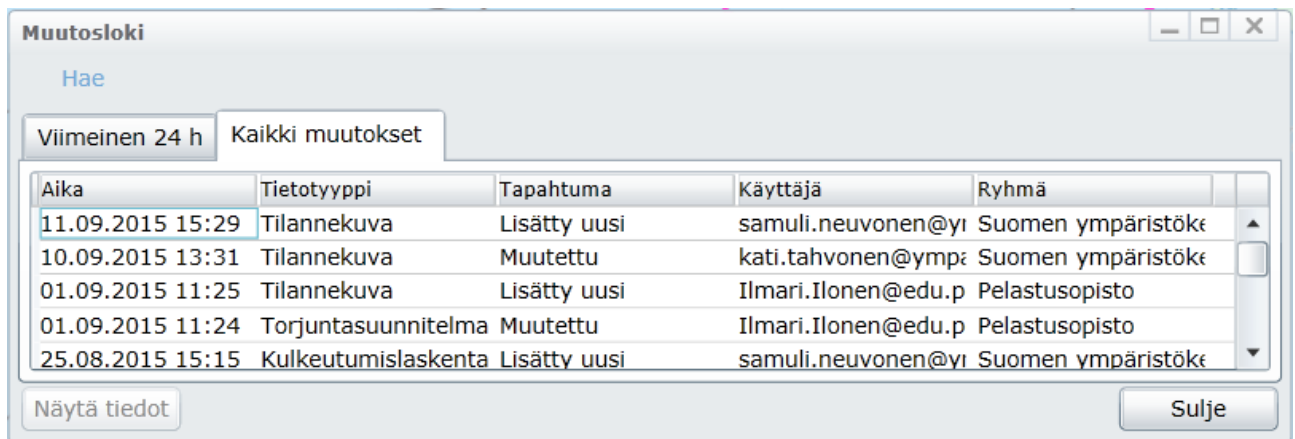 Muutosloki
Hae
Viimeinen 24 h Kaikki muutokset
Aika Tietotyyppi Tapahtuma Käyttäjä Ryhmä
11.09.2015 15:29 Tilannekuva Lisätty uusi samuli.neuvonen@y Suomen ympäristöke
10.09.2015 13:31 Tilannekuva Muutettu kati.tahvonen@ympä Suomen ympäristöke
01.09.2015 11:25 Tilannekuva Lisätty uusi Ilmari.Ilonen@edu.p Pelastusopisto
01.09.2015 11:24 Torjuntasuunnitelma Muutettu Ilmari.Ilonen@edu.p Pelastusopisto
25.08.2015 15:15 Kulkeutumislaskenta Lisätty uusi samuli.neuvonen@y Suomen ympäristöke
Näytä tiedot Sulje